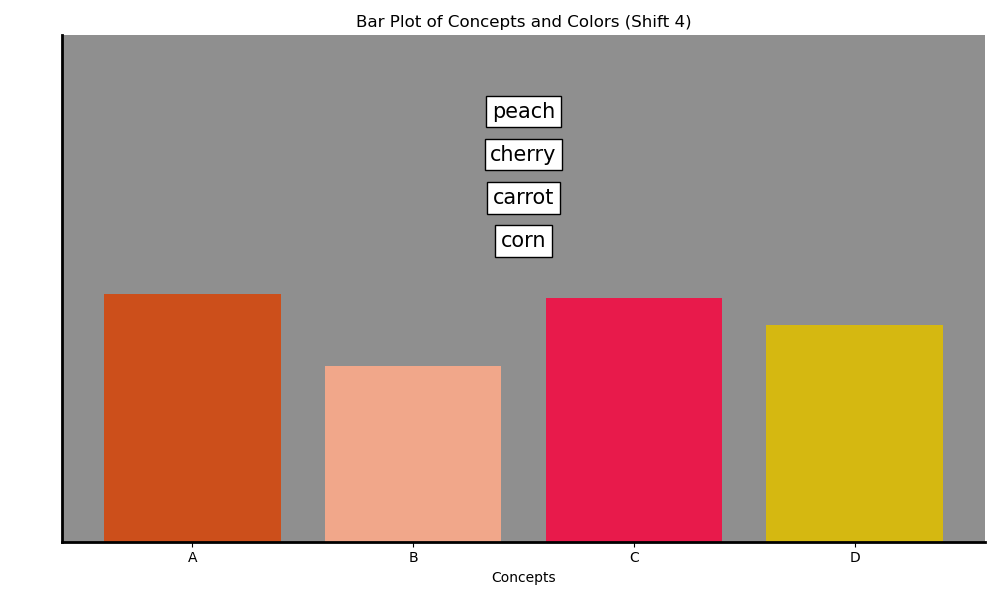 Bar Plot of Concepts and Colors (Shift 4)
peach
cherry
carrot
corn
A B C D
Concepts